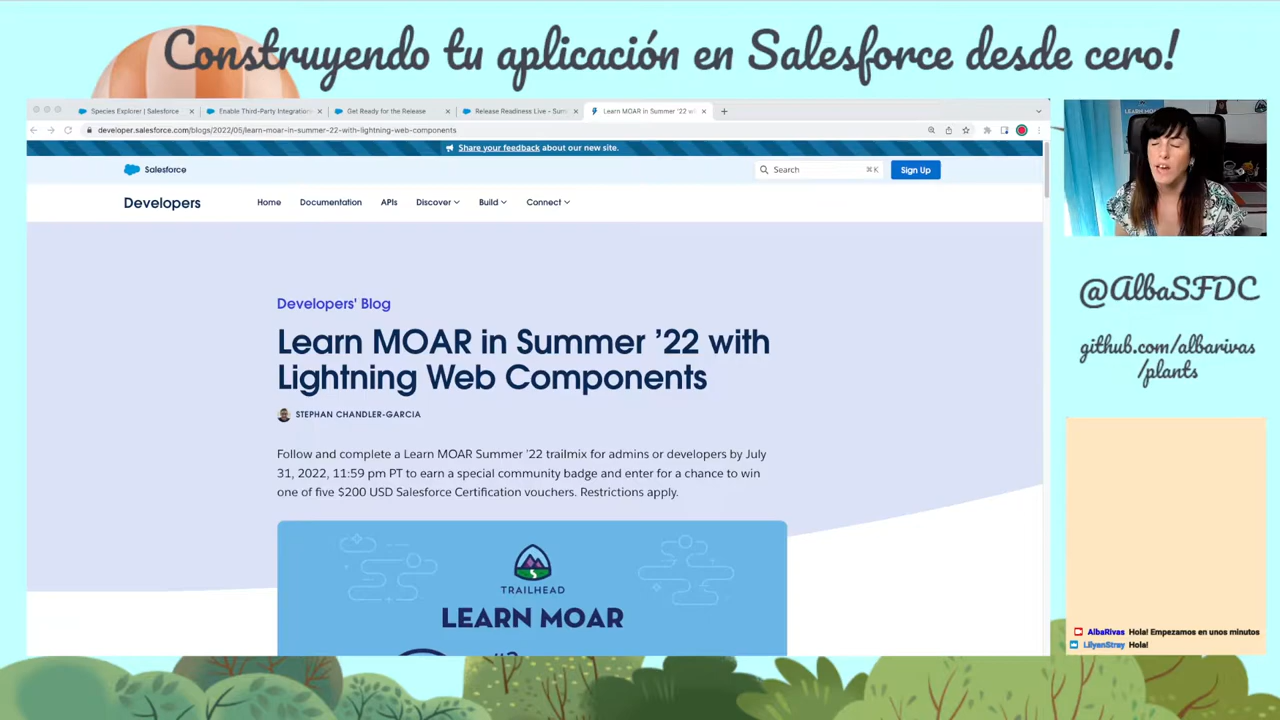 Construyendo tu aplicación en Salesforce desde cero!
Species Explorer | Salesforce
Enable Third-Party Integration
Get Ready for the Release
Release Readiness Live - Sum
Learn MOAR in Summer '22 wi
developer.salesforce.com/blogs/2022/05/learn-moar-in-summer-22-with-lightning-web-components
Share your feedback about our new site.
Salesforce
Search ⌘K
Sign Up
Developers
Home Documentation APIs Discover Build Connect
Developers' Blog
Learn MOAR in Summer ’22 with
Lightning Web Components
STEPHAN CHANDLER-GARCIA
Follow and complete a Learn MOAR Summer ’22 trailmix for admins or developers by July
31, 2022, 11:59 pm PT to earn a special community badge and enter for a chance to win
one of five $200 USD Salesforce Certification vouchers. Restrictions apply.
TRAILHEAD
LEARN MOAR
@AlbaSFDC
github.com/albarivas
/plants
AlbaRivas Hola! Empezamos en unos minutos
LilyanStray Hola!